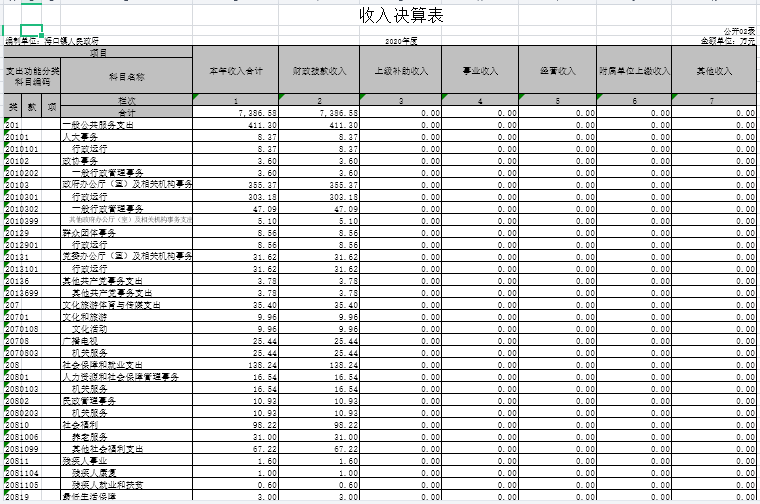 收入决算表
公开02表
编制单位：海口镇人民政府 2020年度 金额单位：万元
项目 本年收入合计 财政拨款收入 上级补助收入 事业收入 经营收入 附属单位上缴收入 其他收入
支出功能分类科目编码 科目名称
类 款 项 栏次 1 2 3 4 5 6 7
合计 7,386.58 7,386.58 0.00 0.00 0.00 0.00 0.00
201 一般公共服务支出 411.30 411.30 0.00 0.00 0.00 0.00 0.00
20101 人大事务 8.37 8.37 0.00 0.00 0.00 0.00 0.00
2010101 行政运行 8.37 8.37 0.00 0.00 0.00 0.00 0.00
20102 政协事务 3.60 3.60 0.00 0.00 0.00 0.00 0.00
2010202 一般行政管理事务 3.60 3.60 0.00 0.00 0.00 0.00 0.00
20103 政府办公厅（室）及相关机构事务 355.37 355.37 0.00 0.00 0.00 0.00 0.00
2010301 行政运行 303.18 303.18 0.00 0.00 0.00 0.00 0.00
2010302 一般行政管理事务 47.09 47.09 0.00 0.00 0.00 0.00 0.00
2010399 其他政府办公厅（室）及相关机构事务支出 5.10 5.10 0.00 0.00 0.00 0.00 0.00
20129 群众团体事务 8.56 8.56 0.00 0.00 0.00 0.00 0.00
2012901 行政运行 8.56 8.56 0.00 0.00 0.00 0.00 0.00
20131 党委办公厅（室）及相关机构事务 31.62 31.62 0.00 0.00 0.00 0.00 0.00
2013101 行政运行 31.62 31.62 0.00 0.00 0.00 0.00 0.00
20136 其他共产党事务支出 3.78 3.78 0.00 0.00 0.00 0.00 0.00
2013699 其他共产党事务支出 3.78 3.78 0.00 0.00 0.00 0.00 0.00
207 文化旅游体育与传媒支出 35.40 35.40 0.00 0.00 0.00 0.00 0.00
20701 文化和旅游 9.96 9.96 0.00 0.00 0.00 0.00 0.00
2070108 文化活动 9.96 9.96 0.00 0.00 0.00 0.00 0.00
20708 广播电视 25.44 25.44 0.00 0.00 0.00 0.00 0.00
2070803 机关服务 25.44 25.44 0.00 0.00 0.00 0.00 0.00
208 社会保障和就业支出 138.24 138.24 0.00 0.00 0.00 0.00 0.00
20801 人力资源和社会保障管理事务 16.54 16.54 0.00 0.00 0.00 0.00 0.00
2080103 机关服务 16.54 16.54 0.00 0.00 0.00 0.00 0.00
20802 民政管理事务 10.93 10.93 0.00 0.00 0.00 0.00 0.00
2080203 机关服务 10.93 10.93 0.00 0.00 0.00 0.00 0.00
20810 社会福利 98.22 98.22 0.00 0.00 0.00 0.00 0.00
2081006 养老服务 31.00 31.00 0.00 0.00 0.00 0.00 0.00
2081099 其他社会福利支出 67.22 67.22 0.00 0.00 0.00 0.00 0.00
20811 残疾人事业 1.60 1.60 0.00 0.00 0.00 0.00 0.00
2081104 残疾人康复 1.00 1.00 0.00 0.00 0.00 0.00 0.00
2081105 残疾人就业和扶贫 0.60 0.60 0.00 0.00 0.00 0.00 0.00
20819 最低生活保障 3.00 3.00 0.00 0.00 0.00 0.00 0.00